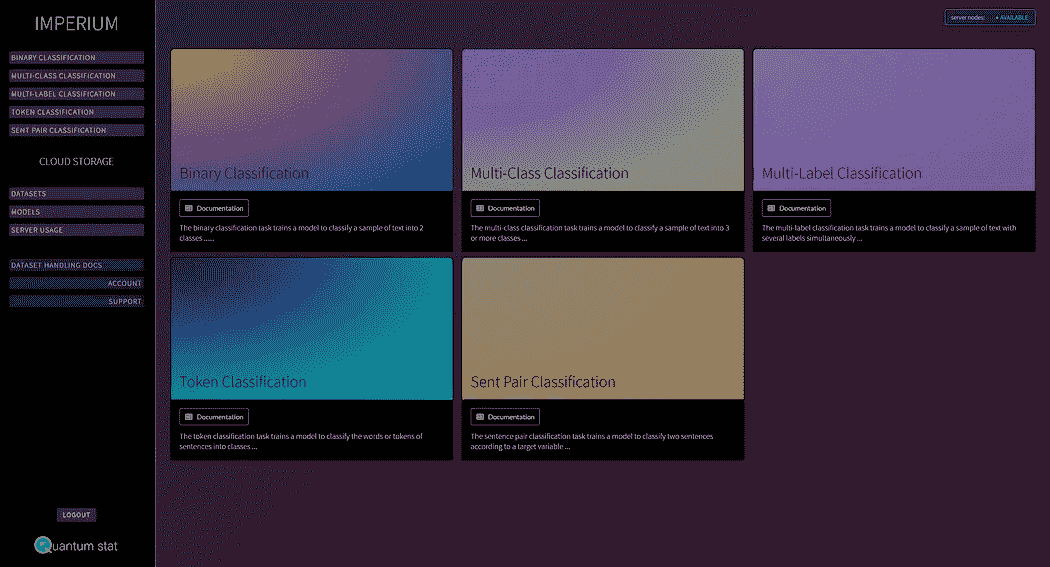 IMPERIUM
BINARY CLASSIFICATION
MULTI-CLASS CLASSIFICATION
MULTI-LABEL CLASSIFICATION
TOKEN CLASSIFICATION
SENT PAIR CLASSIFICATION
CLOUD STORAGE
DATASETS
MODELS
SERVER USAGE
DATASET HANDLING DOCS
ACCOUNT
SUPPORT
LOGOUT
Quantum stat
server nodes: • AVAILABLE
Binary Classification
Documentation
The binary classification task trains a model to classify a sample of text into 2
classes ......
Multi-Class Classification
Documentation
The multi-class classification task trains a model to classify a sample of text into 3
or more classes ...
Multi-Label Classification
Documentation
The multi-label classification task trains a model to classify a sample of text with
several labels simultaneously ...
Token Classification
Documentation
The token classification task trains a model to classify the words or tokens of
sentences into classes ...
Sent Pair Classification
Documentation
The sentence pair classification task trains a model to classify two sentences
according to a target variable ...